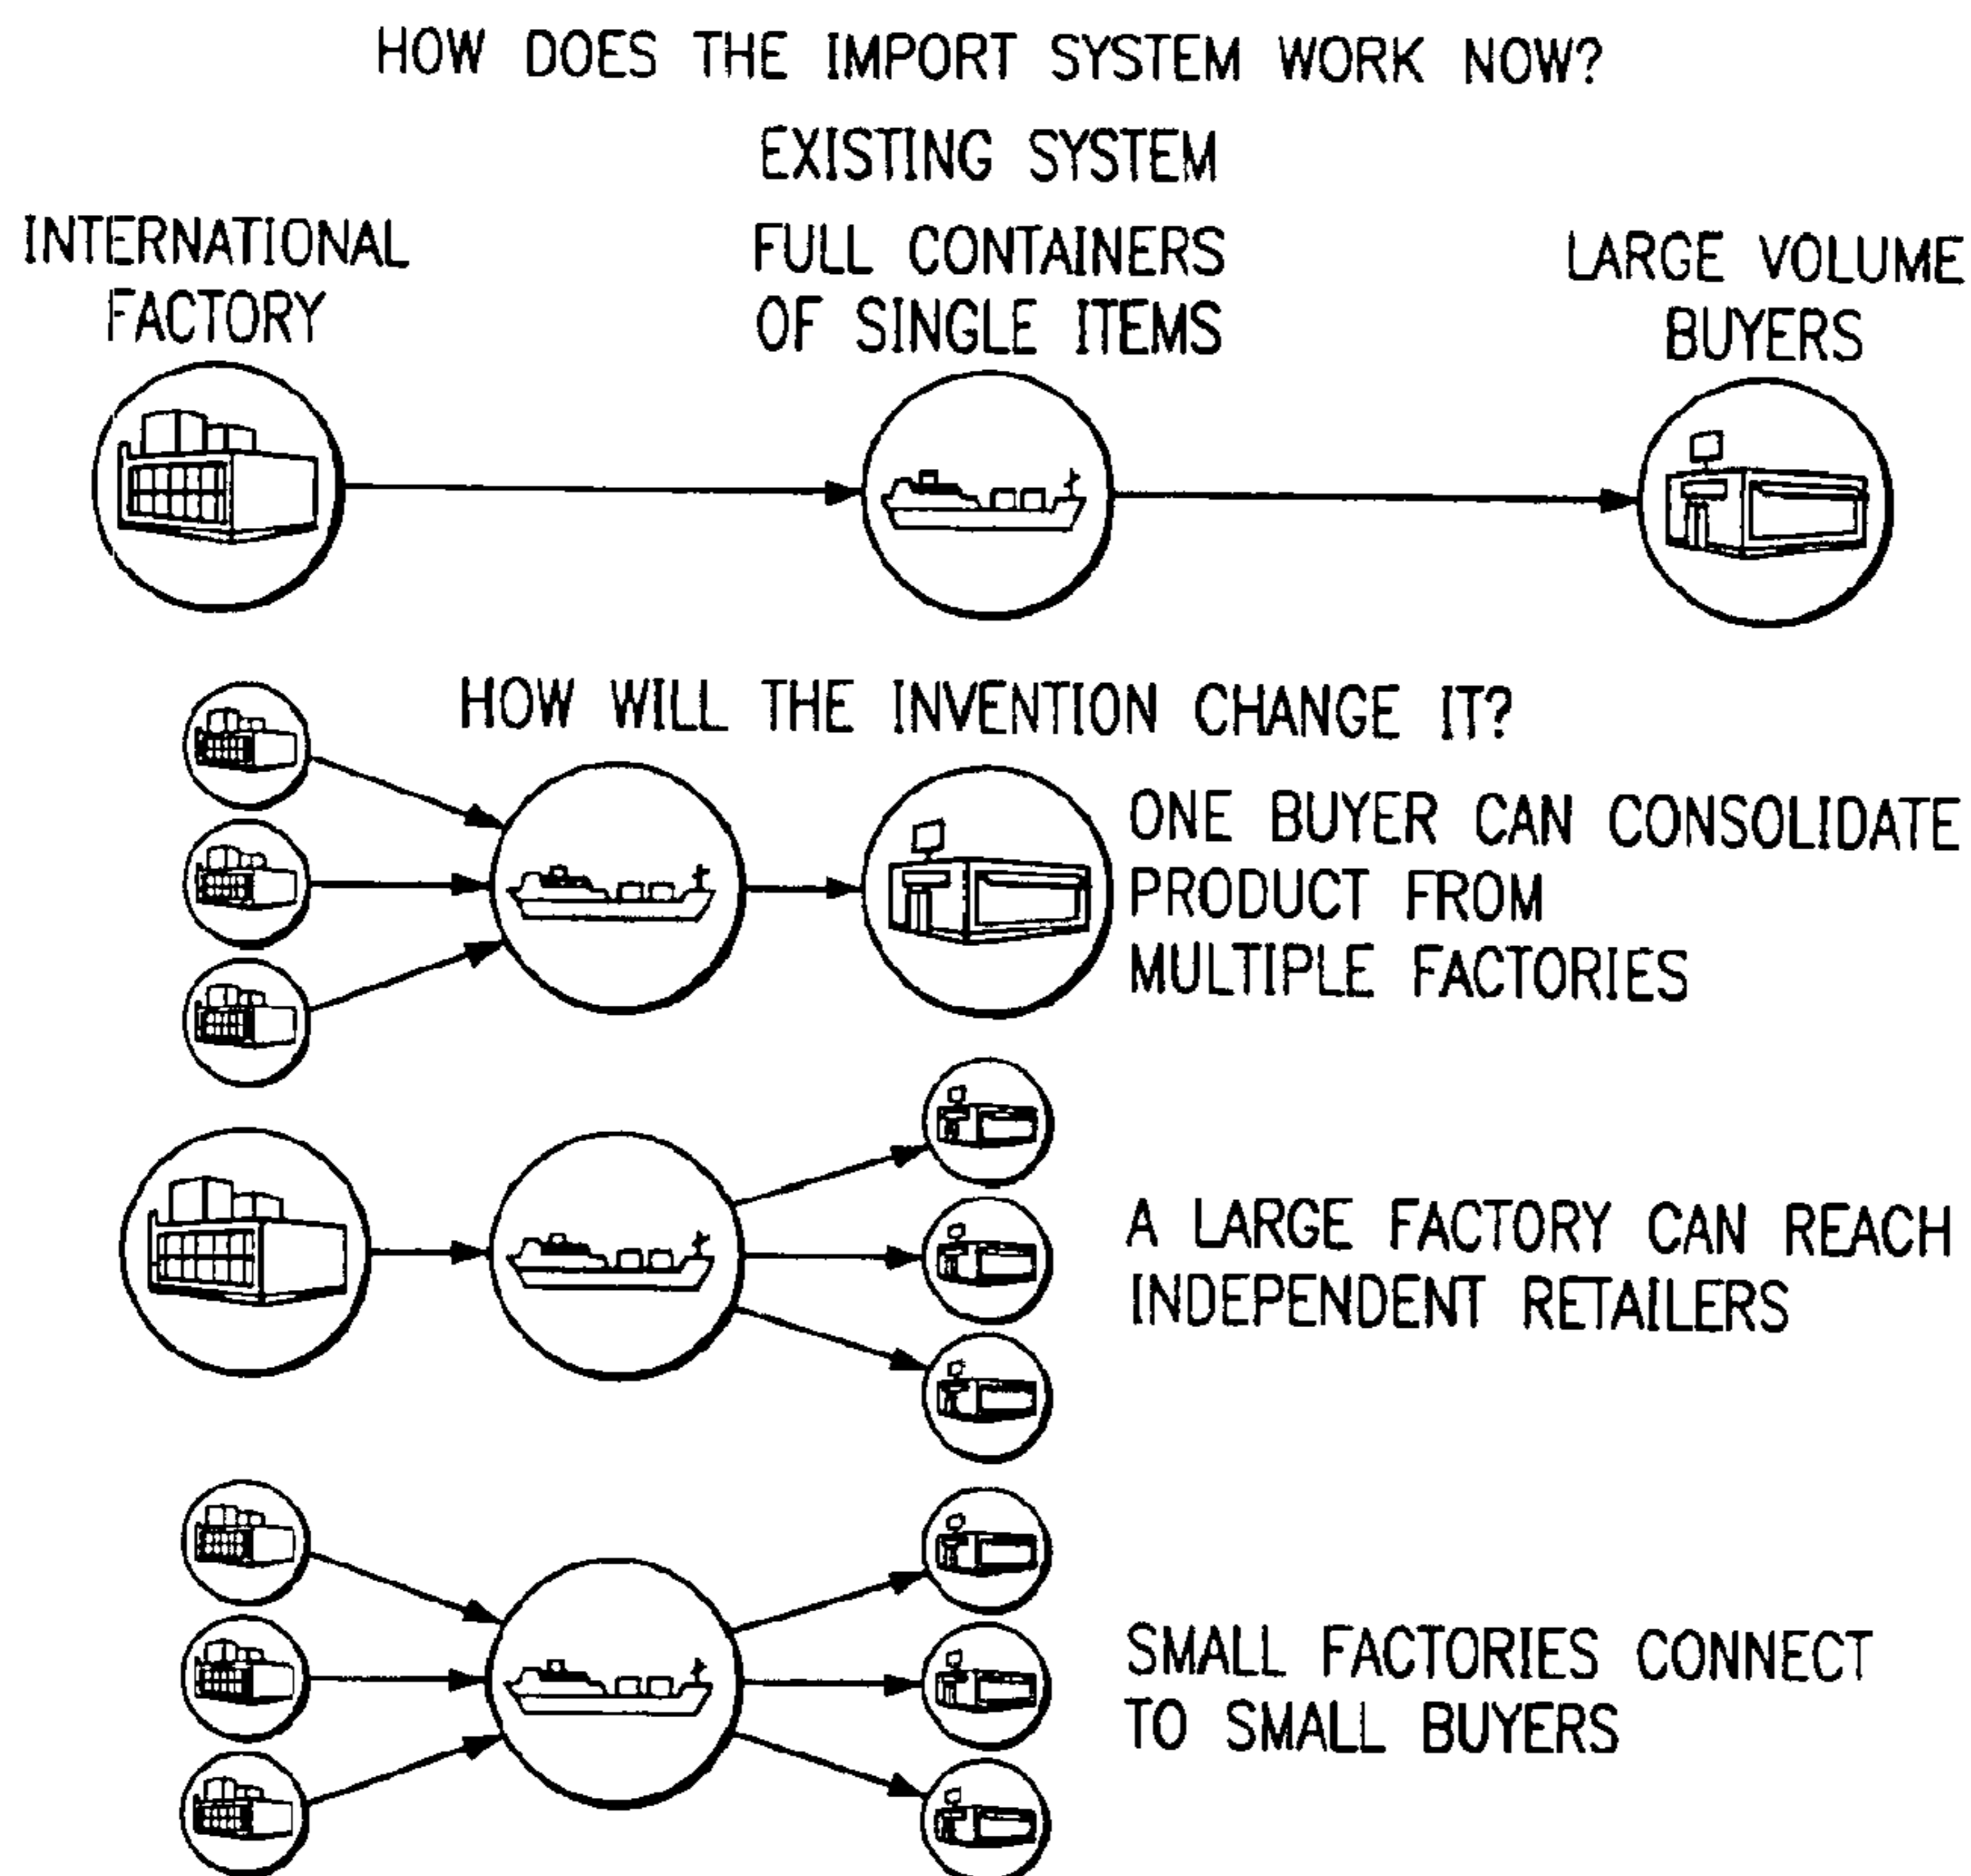 HOW DOES THE IMPORT SYSTEM WORK NOW?
EXISTING SYSTEM
INTERNATIONAL
FACTORY
FULL CONTAINERS
OF SINGLE ITEMS
LARGE VOLUME
BUYERS
HOW WILL THE INVENTION CHANGE IT?
ONE BUYER CAN CONSOLIDATE
PRODUCT FROM
MULTIPLE FACTORIES
A LARGE FACTORY CAN REACH
INDEPENDENT RETAILERS
SMALL FACTORIES CONNECT
TO SMALL BUYERS